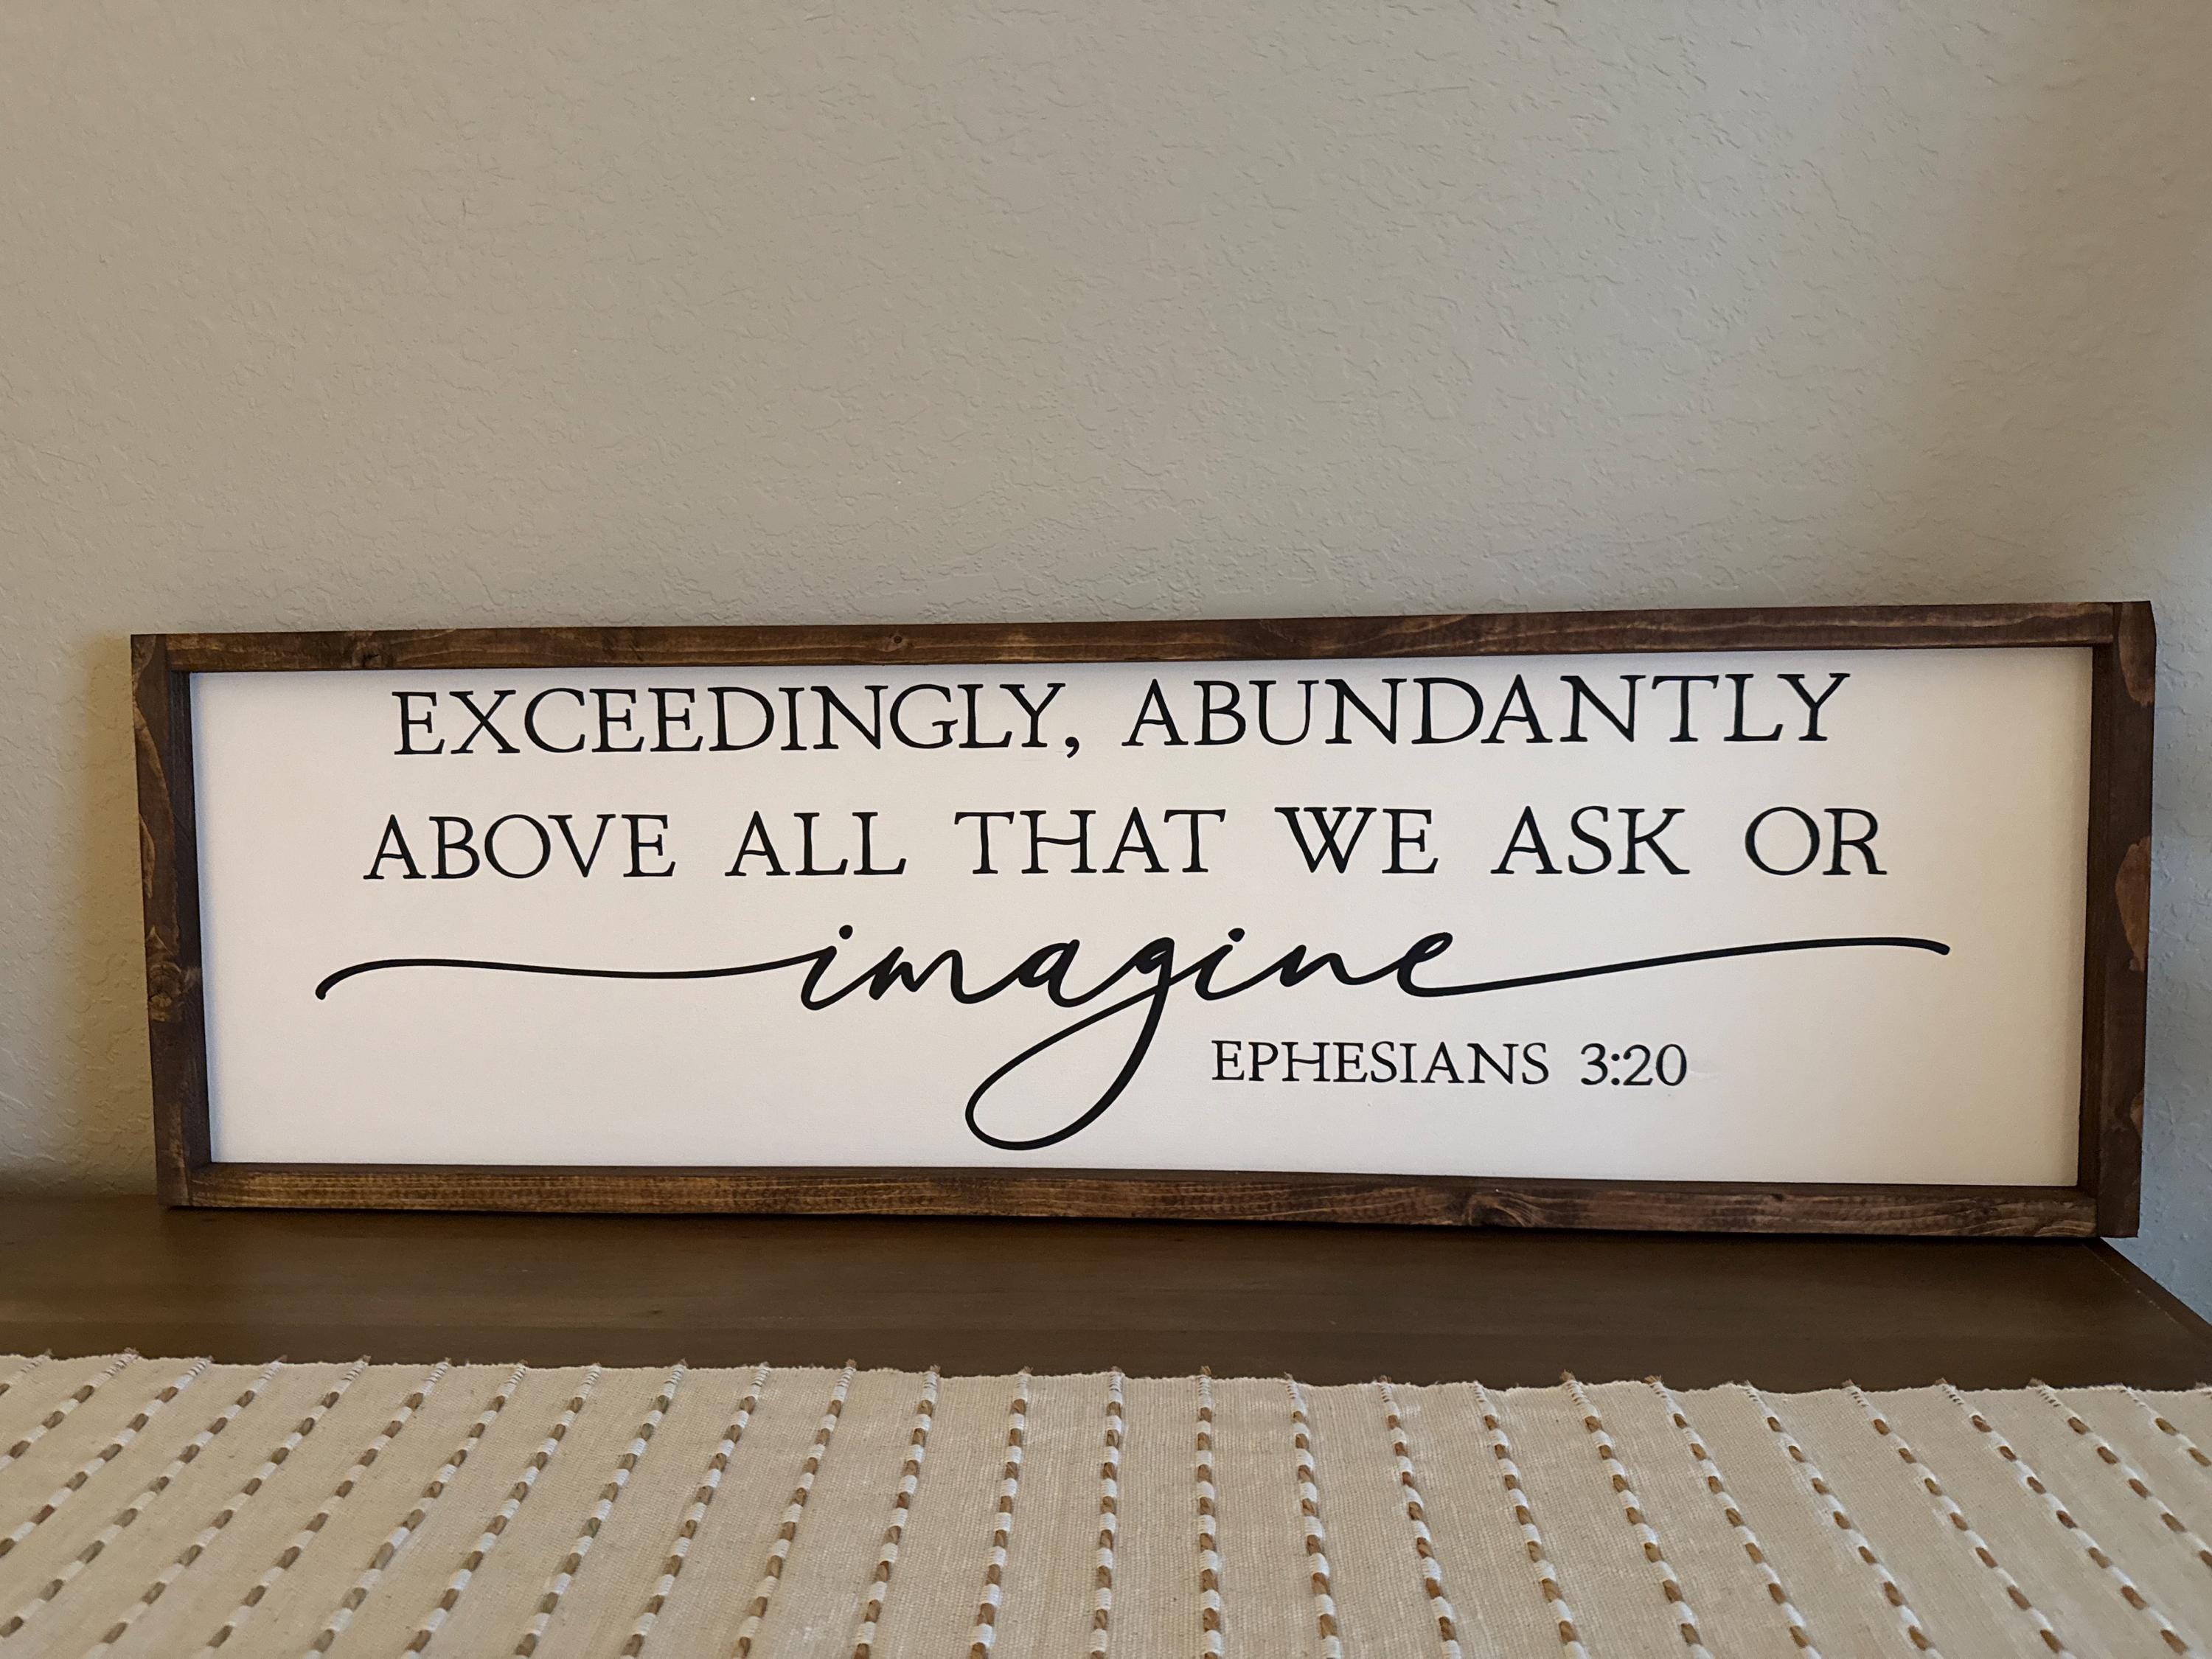 EXCEEDINGLY, ABUNDANTLY
ABOVE ALL THAT WE ASK OR
imagine
EPHESIANS 3:20